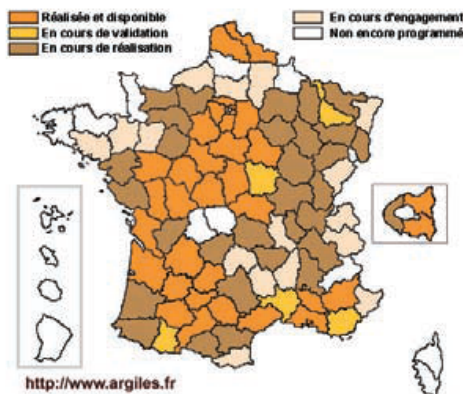 Réalisée et disponible
En cours de validation
En cours de réalisation
En cours d'engagement
Non encore programmé
http://www.argiles.fr